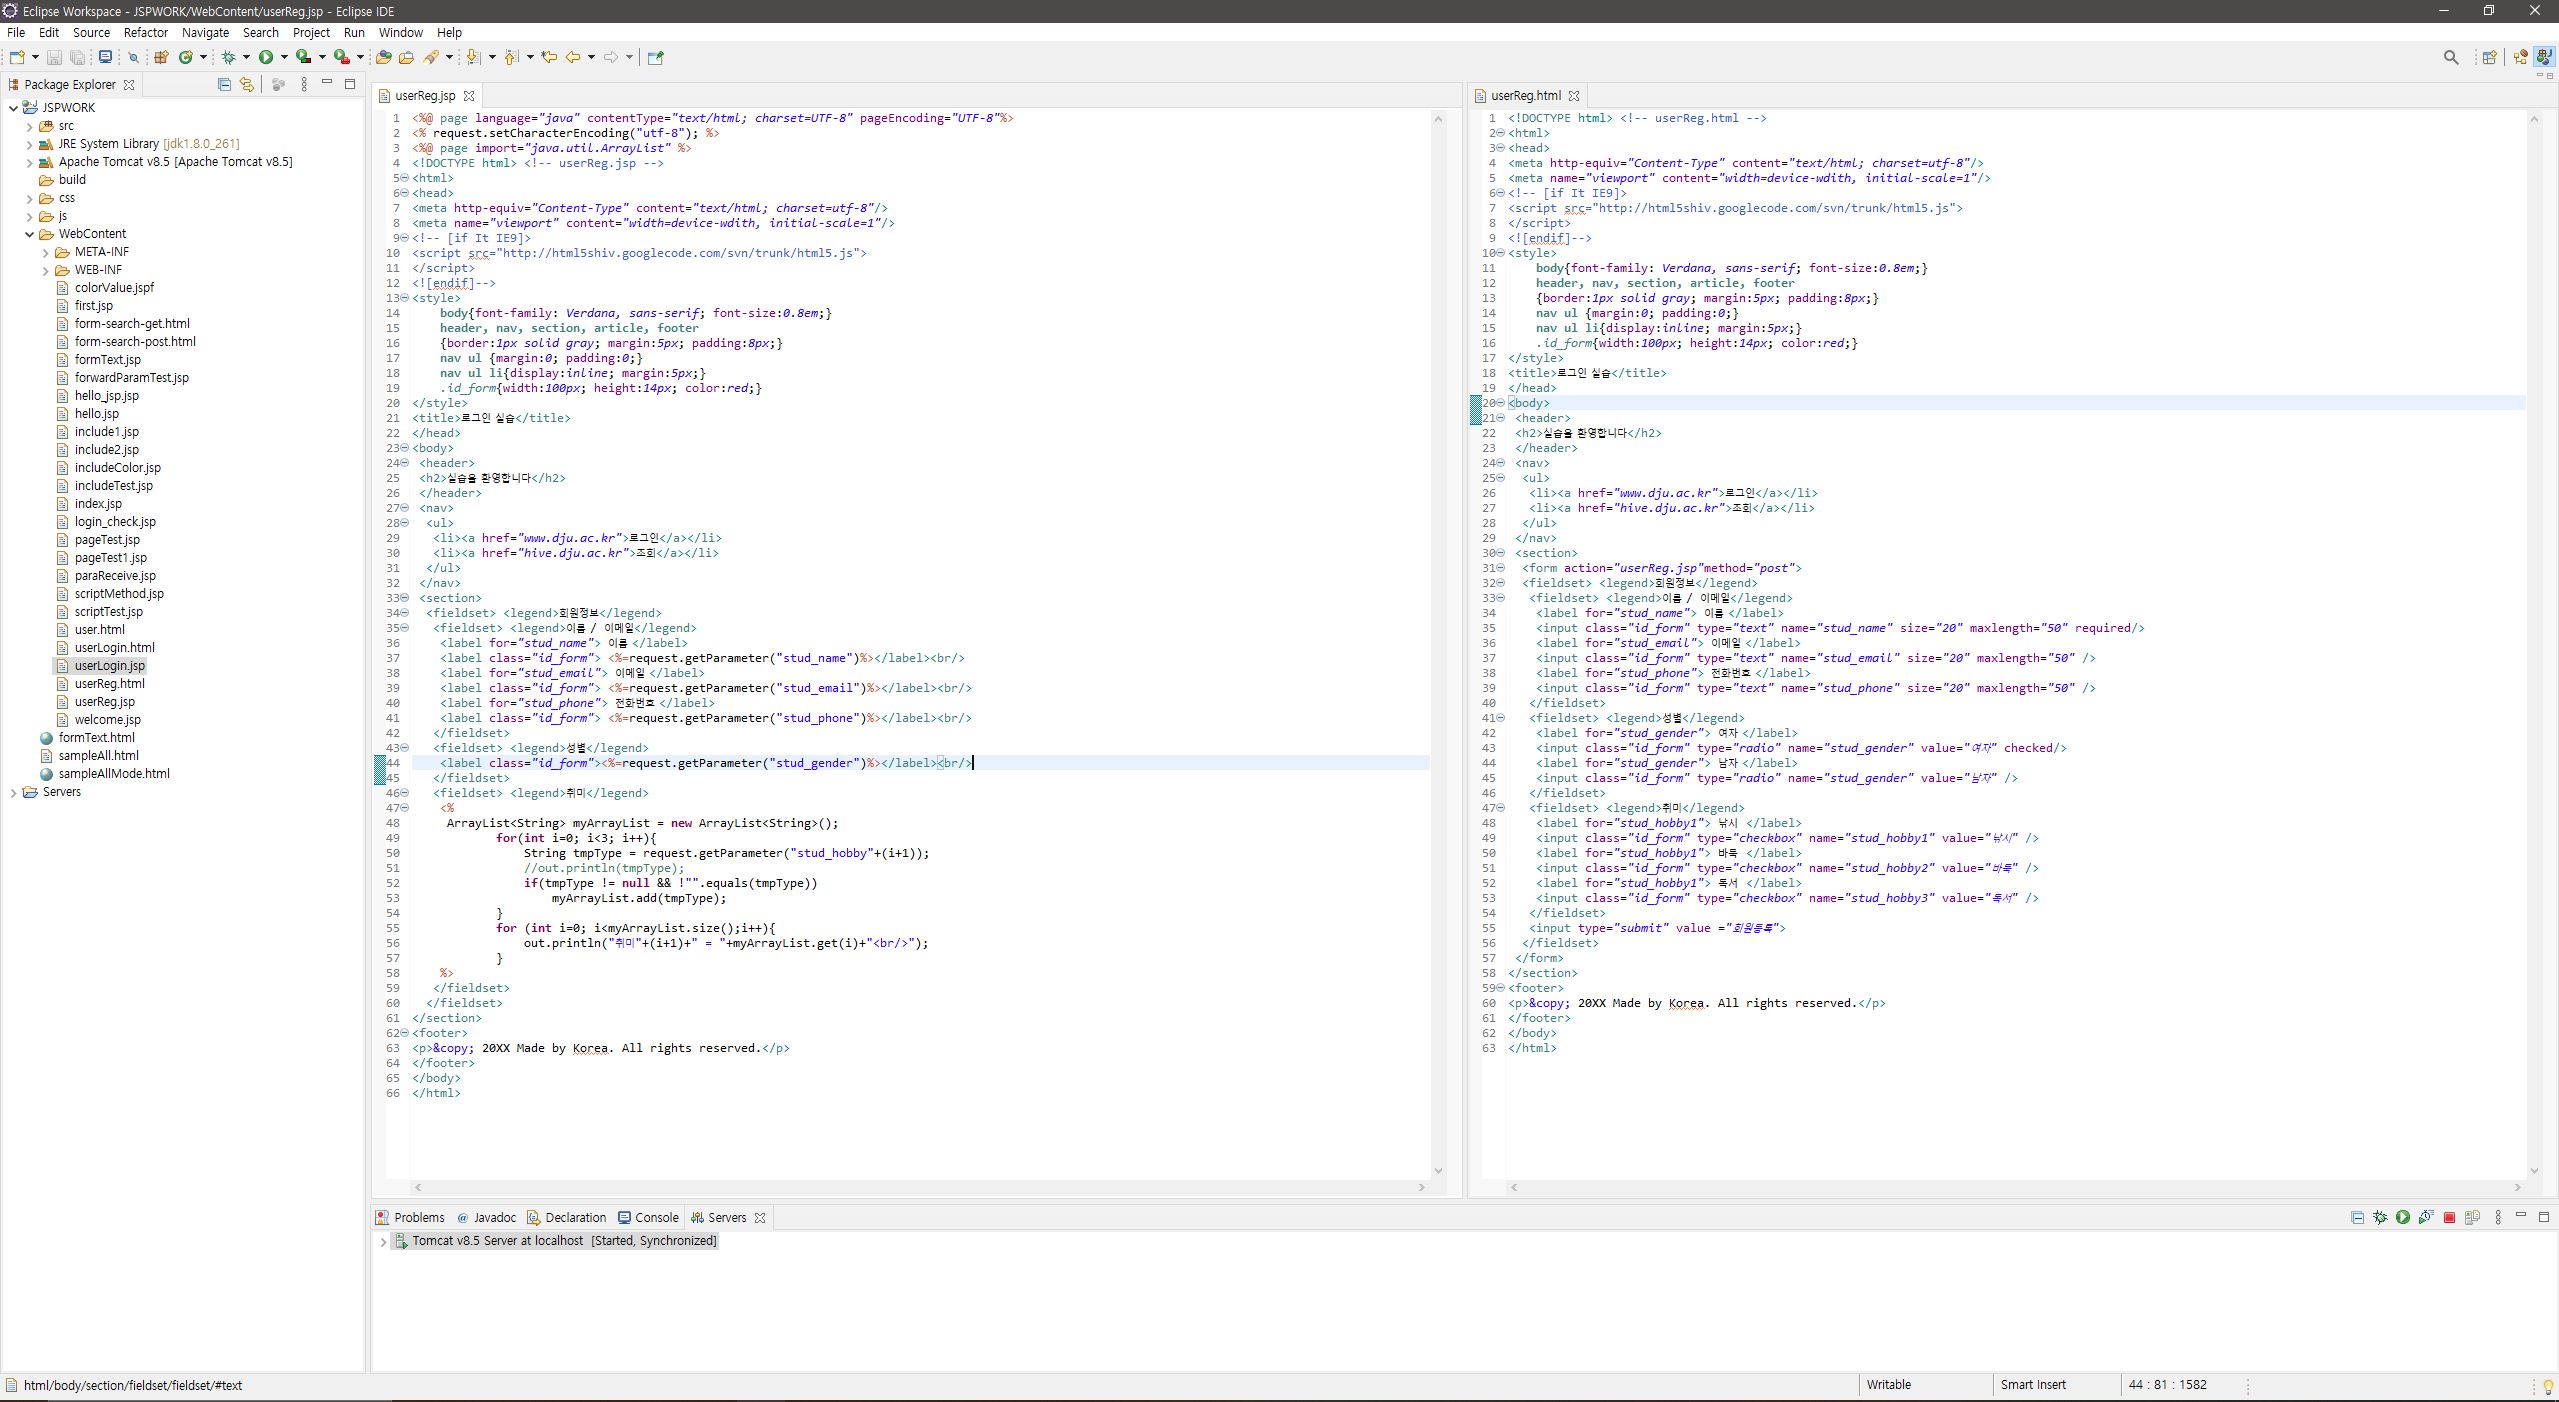 Eclipse Workspace - JSPWORK/WebContent/userReg.jsp - Eclipse IDE
File Edit Source Refactor Navigate Search Project Run Window Help
Package Explorer
JSPWORK
src
JRE System Library [jdk1.8.0_261]
Apache Tomcat v8.5 [Apache Tomcat v8.5]
build
css
js
WebContent
META-INF
WEB-INF
colorValue.jspf
first.jsp
form-search-get.html
form-search-post.html
formText.jsp
forwardParamTest.jsp
hello_jsp.jsp
hello.jsp
include1.jsp
include2.jsp
includeColor.jsp
includeTest.jsp
index.jsp
login_check.jsp
pageTest.jsp
pageTest1.jsp
paraReceive.jsp
scriptMethod.jsp
scriptTest.jsp
user.html
userLogin.html
userLogin.jsp
userReg.html
userReg.jsp
welcome.jsp
formText.html
sampleAll.html
sampleAllMode.html
Servers
userReg.jsp
1 <%@ page language="java" contentType="text/html; charset=UTF-8" pageEncoding="UTF-8"%>
2 <% request.setCharacterEncoding("utf-8"); %>
3 <%@ page import="java.util.ArrayList" %>
4 <!DOCTYPE html> <!-- userReg.jsp -->
5 <html>
6 <head>
7 <meta http-equiv="Content-Type" content="text/html; charset=utf-8"/>
8 <meta name="viewport" content="width=device-wdith, initial-scale=1"/>
9 <!-- [if It IE9]>
10 <script src="http://html5shiv.googlecode.com/svn/trunk/html5.js">
11 </script>
12 <![endif]-->
13 <style>
14 body{font-family: Verdana, sans-serif; font-size:0.8em;}
15 header, nav, section, article, footer
16 {border:1px solid gray; margin:5px; padding:8px;}
17 nav ul {margin:0; padding:0;}
18 nav ul li{display:inline; margin:5px;}
19 .id_form{width:100px; height:14px; color:red;}
20 </style>
21 <title>로그인 실습</title>
22 </head>
23 <body>
24 <header>
25 <h2>실습을 환영합니다</h2>
26 </header>
27 <nav>
28 <ul>
29 <li><a href="www.dju.ac.kr">로그인</a></li>
30 <li><a href="hive.dju.ac.kr">조회</a></li>
31 </ul>
32 </nav>
33 <section>
34 <fieldset> <legend>회원정보</legend>
35 <fieldset> <legend>이름 / 이메일</legend>
36 <label for="stud_name"> 이름 </label>
37 <label class="id_form"> <%=request.getParameter("stud_name")%></label><br/>
38 <label for="stud_email"> 이메일 </label>
39 <label class="id_form"> <%=request.getParameter("stud_email")%></label><br/>
40 <label for="stud_phone"> 전화번호 </label>
41 <label class="id_form"> <%=request.getParameter("stud_phone")%></label><br/>
42 </fieldset>
43 <fieldset> <legend>성별</legend>
44 <label class="id_form"><%=request.getParameter("stud_gender")%></label><br/>
45 </fieldset>
46 <fieldset> <legend>취미</legend>
47 <%
48 ArrayList<String> myArrayList = new ArrayList<String>();
49 for(int i=0; i<3; i++){
50 String tmpType = request.getParameter("stud_hobby"+(i+1));
51 //out.println(tmpType);
52 if(tmpType != null && !"".equals(tmpType))
53 myArrayList.add(tmpType);
54 }
55 for (int i=0; i<myArrayList.size();i++){
56 out.println("취미"+(i+1)+" = "+myArrayList.get(i)+"<br/>");
57 }
58 %>
59 </fieldset>
60 </fieldset>
61 </section>
62 <footer>
63 <p>&copy; 20XX Made by Korea. All rights reserved.</p>
64 </footer>
65 </body>
66 </html>
userReg.html
1 <!DOCTYPE html> <!-- userReg.html -->
2 <html>
3 <head>
4 <meta http-equiv="Content-Type" content="text/html; charset=utf-8"/>
5 <meta name="viewport" content="width=device-wdith, initial-scale=1"/>
6 <!-- [if It IE9]>
7 <script src="http://html5shiv.googlecode.com/svn/trunk/html5.js">
8 </script>
9 <![endif]-->
10 <style>
11 body{font-family: Verdana, sans-serif; font-size:0.8em;}
12 header, nav, section, article, footer
13 {border:1px solid gray; margin:5px; padding:8px;}
14 nav ul {margin:0; padding:0;}
15 nav ul li{display:inline; margin:5px;}
16 .id_form{width:100px; height:14px; color:red;}
17 </style>
18 <title>로그인 실습</title>
19 </head>
20 <body>
21 <header>
22 <h2>실습을 환영합니다</h2>
23 </header>
24 <nav>
25 <ul>
26 <li><a href="www.dju.ac.kr">로그인</a></li>
27 <li><a href="hive.dju.ac.kr">조회</a></li>
28 </ul>
29 </nav>
30 <section>
31 <form action="userReg.jsp"method="post">
32 <fieldset> <legend>회원정보</legend>
33 <fieldset> <legend>이름 / 이메일</legend>
34 <label for="stud_name"> 이름 </label>
35 <input class="id_form" type="text" name="stud_name" size="20" maxlength="50" required/>
36 <label for="stud_email"> 이메일 </label>
37 <input class="id_form" type="text" name="stud_email" size="20" maxlength="50" />
38 <label for="stud_phone"> 전화번호 </label>
39 <input class="id_form" type="text" name="stud_phone" size="20" maxlength="50" />
40 </fieldset>
41 <fieldset> <legend>성별</legend>
42 <label for="stud_gender"> 여자 </label>
43 <input class="id_form" type="radio" name="stud_gender" value="여자" checked/>
44 <label for="stud_gender"> 남자 </label>
45 <input class="id_form" type="radio" name="stud_gender" value="남자" />
46 </fieldset>
47 <fieldset> <legend>취미</legend>
48 <label for="stud_hobby1"> 낚시 </label>
49 <input class="id_form" type="checkbox" name="stud_hobby1" value="낚시" />
50 <label for="stud_hobby1"> 바둑 </label>
51 <input class="id_form" type="checkbox" name="stud_hobby2" value="바둑" />
52 <label for="stud_hobby1"> 독서 </label>
53 <input class="id_form" type="checkbox" name="stud_hobby3" value="독서" />
54 </fieldset>
55 <input type="submit" value ="회원등록">
56 </fieldset>
57 </form>
58 </section>
59 <footer>
60 <p>&copy; 20XX Made by Korea. All rights reserved.</p>
61 </footer>
62 </body>
63 </html>
Problems Javadoc Declaration Console Servers
Tomcat v8.5 Server at localhost [Started, Synchronized]
html/body/section/fieldset/fieldset/#text Writable Smart Insert 44 : 81 : 1582